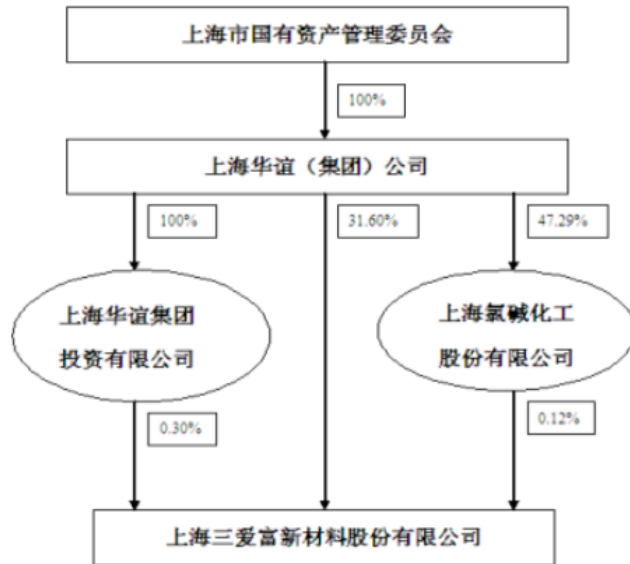 上海市国有资产管理委员会
100%
上海华谊（集团）公司
100%
31.60%
47.29%
上海华谊集团
投资有限公司
上海氯碱化工
股份有限公司
0.30%
0.12%
上海三爱富新材料股份有限公司